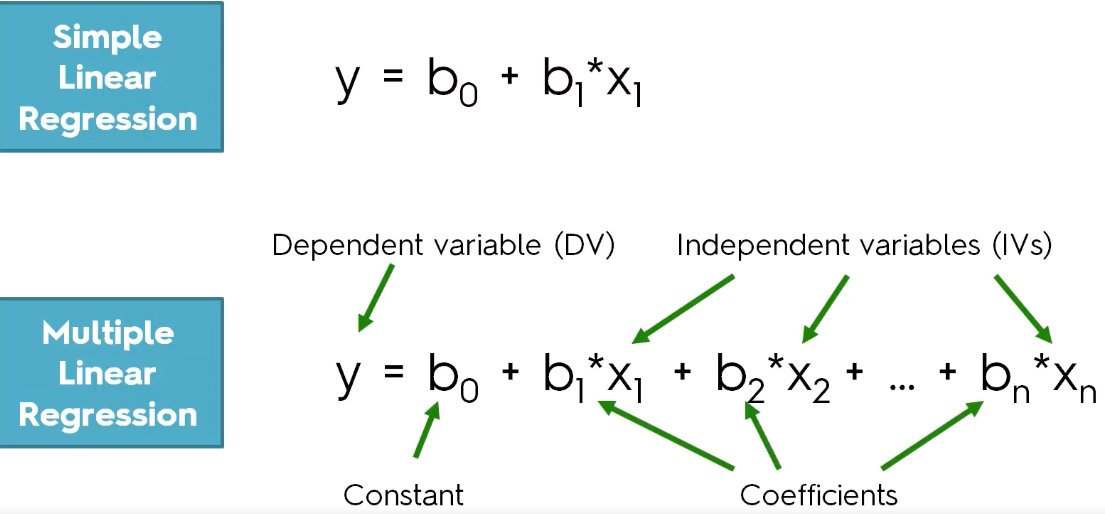 Simple
Linear
Regression
y = b₀ + b₁*x₁
Dependent variable (DV)
Independent variables (IVs)
Multiple
Linear
Regression
y = b₀ + b₁*x₁ + b₂*x₂ + ... + bₙ*xₙ
Constant
Coefficients